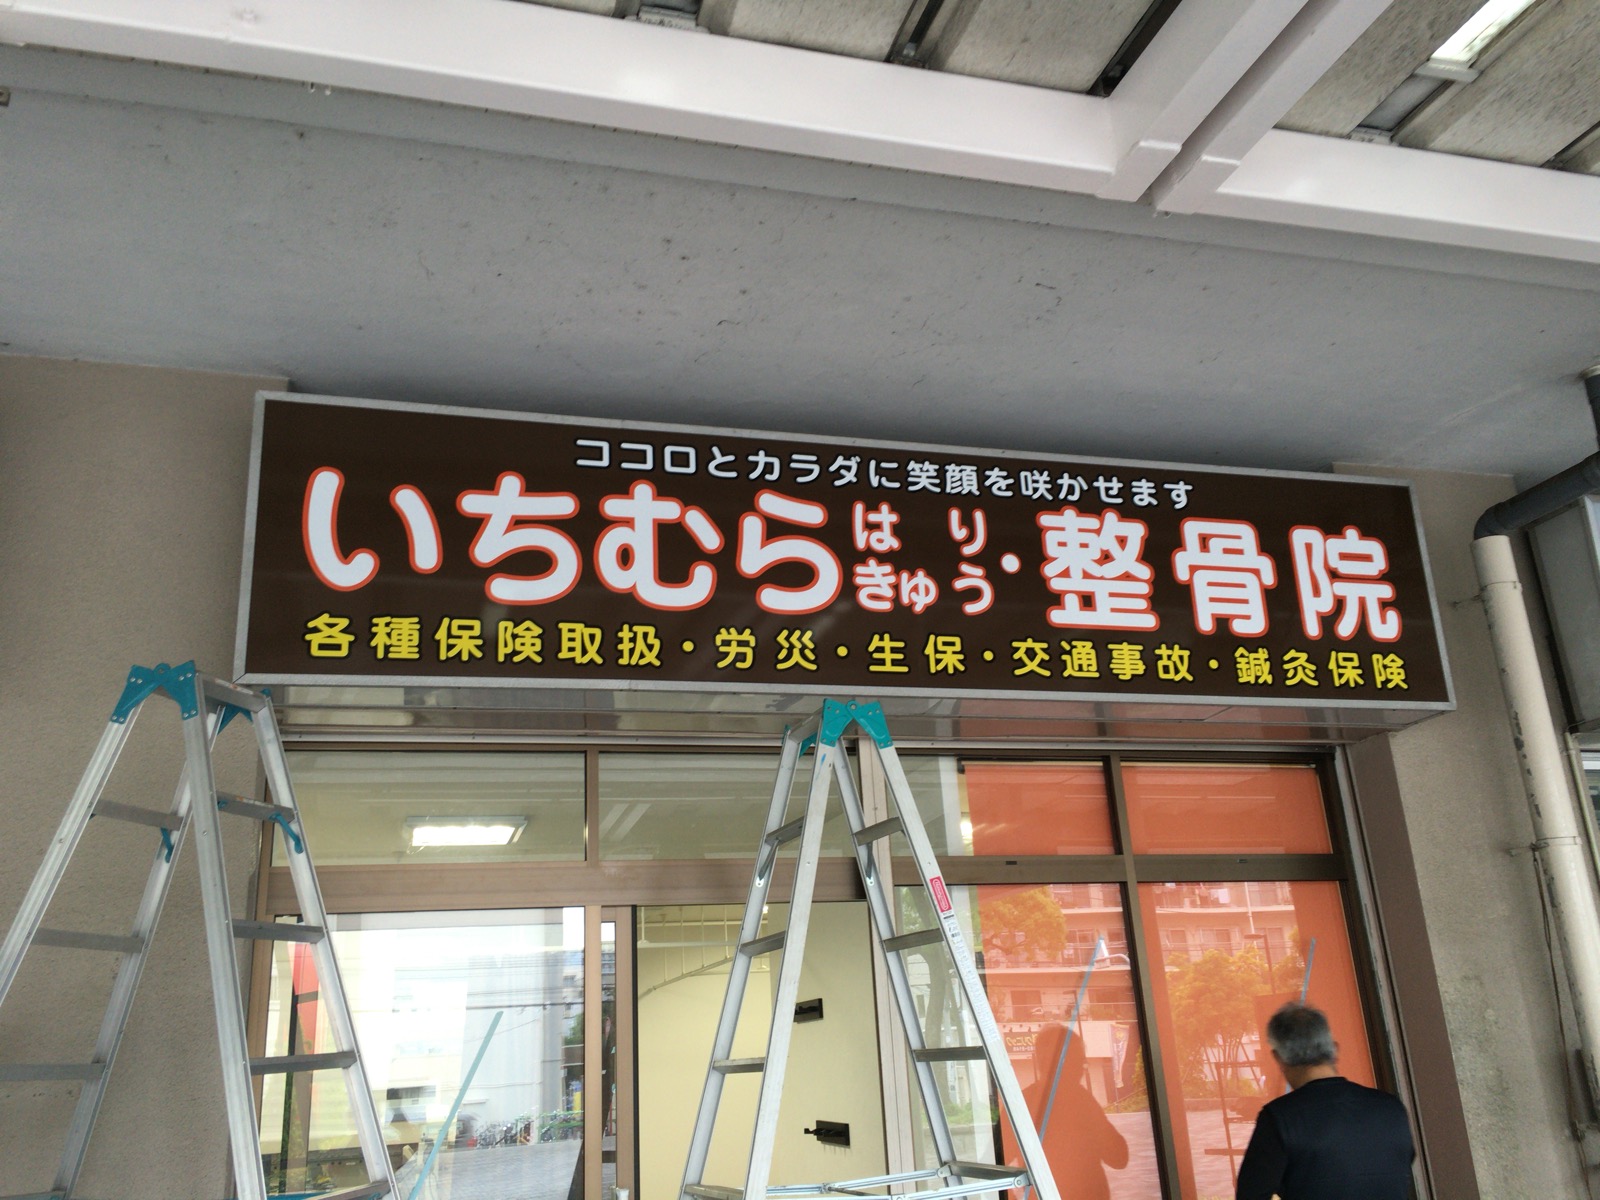 ココロとカラダに笑顔を咲かせます
いちむらはりきゅう・整骨院
各種保険取扱・労災・生保・交通事故・鍼灸保険